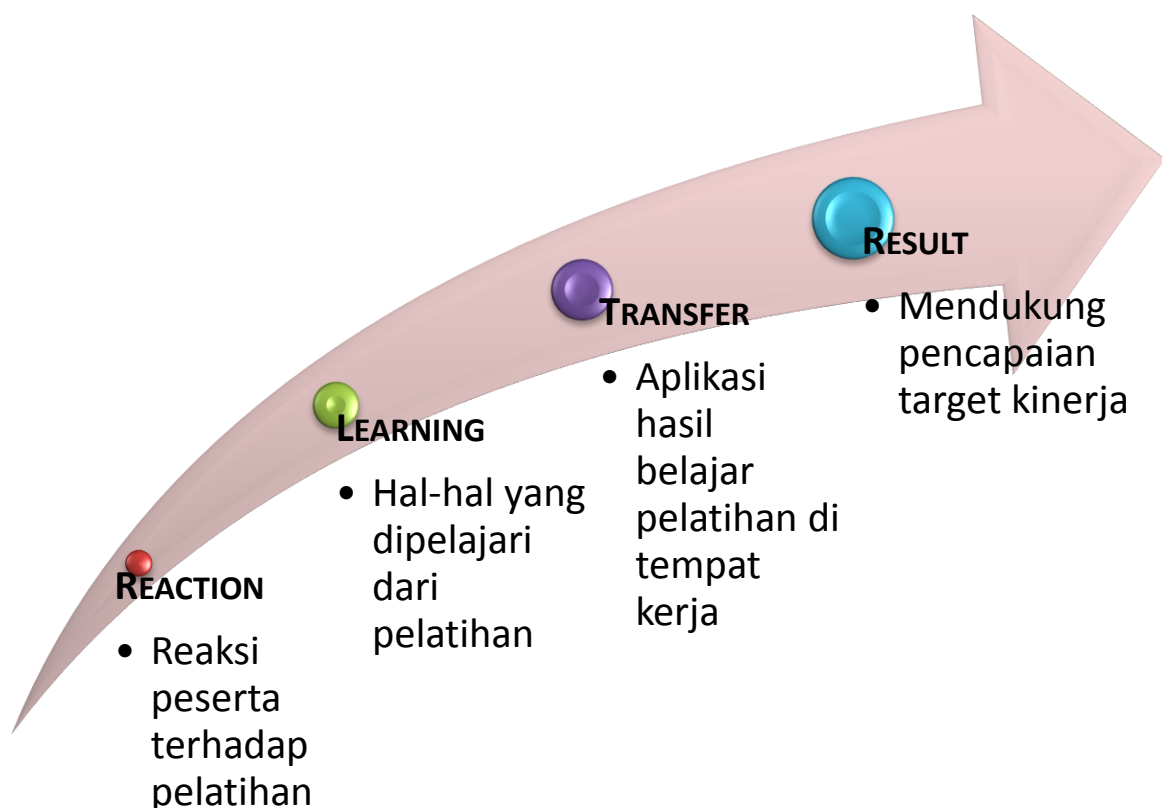 REACTION
• Reaksi
peserta
terhadap
pelatihan
LEARNING
• Hal-hal yang
dipelajari
dari
pelatihan
TRANSFER
• Aplikasi
hasil
belajar
pelatihan di
tempat
kerja
RESULT
• Mendukung
pencapaian
target kinerja